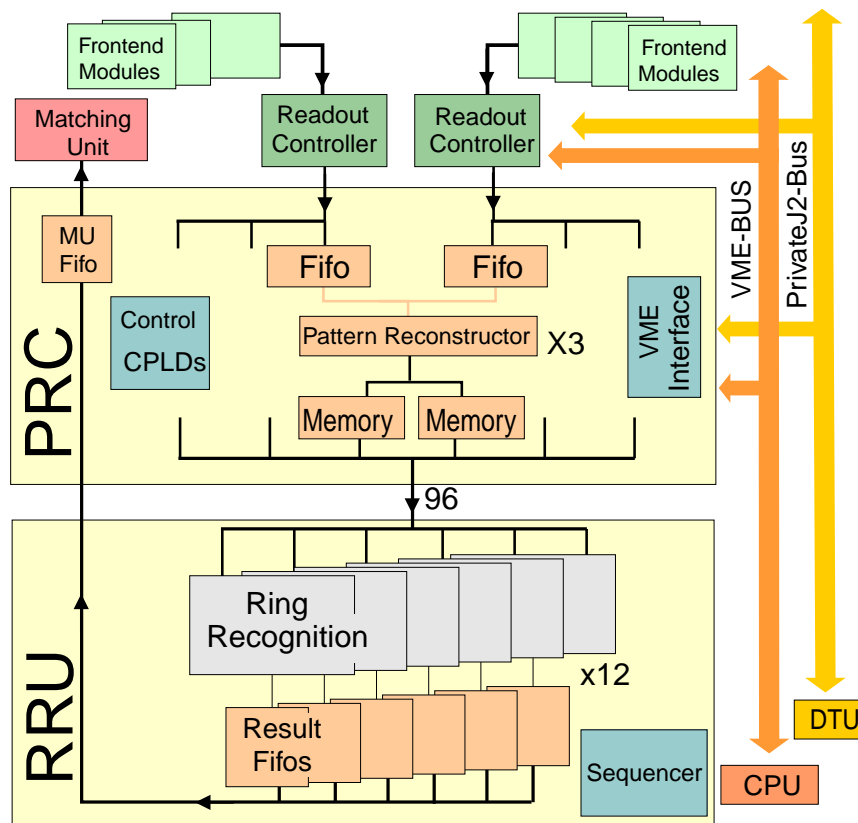 Frontend
Modules
Frontend
Modules
Matching
Unit
Readout
Controller
Readout
Controller
VME-BUS
PrivateJ2-Bus
PRC
MU
Fifo
Fifo
Fifo
Control
CPLDs
Pattern Reconstructor
X3
VME
Interface
Memory
Memory
96
RRU
Ring
Recognition
x12
Result
Fifos
Sequencer
DTU
CPU